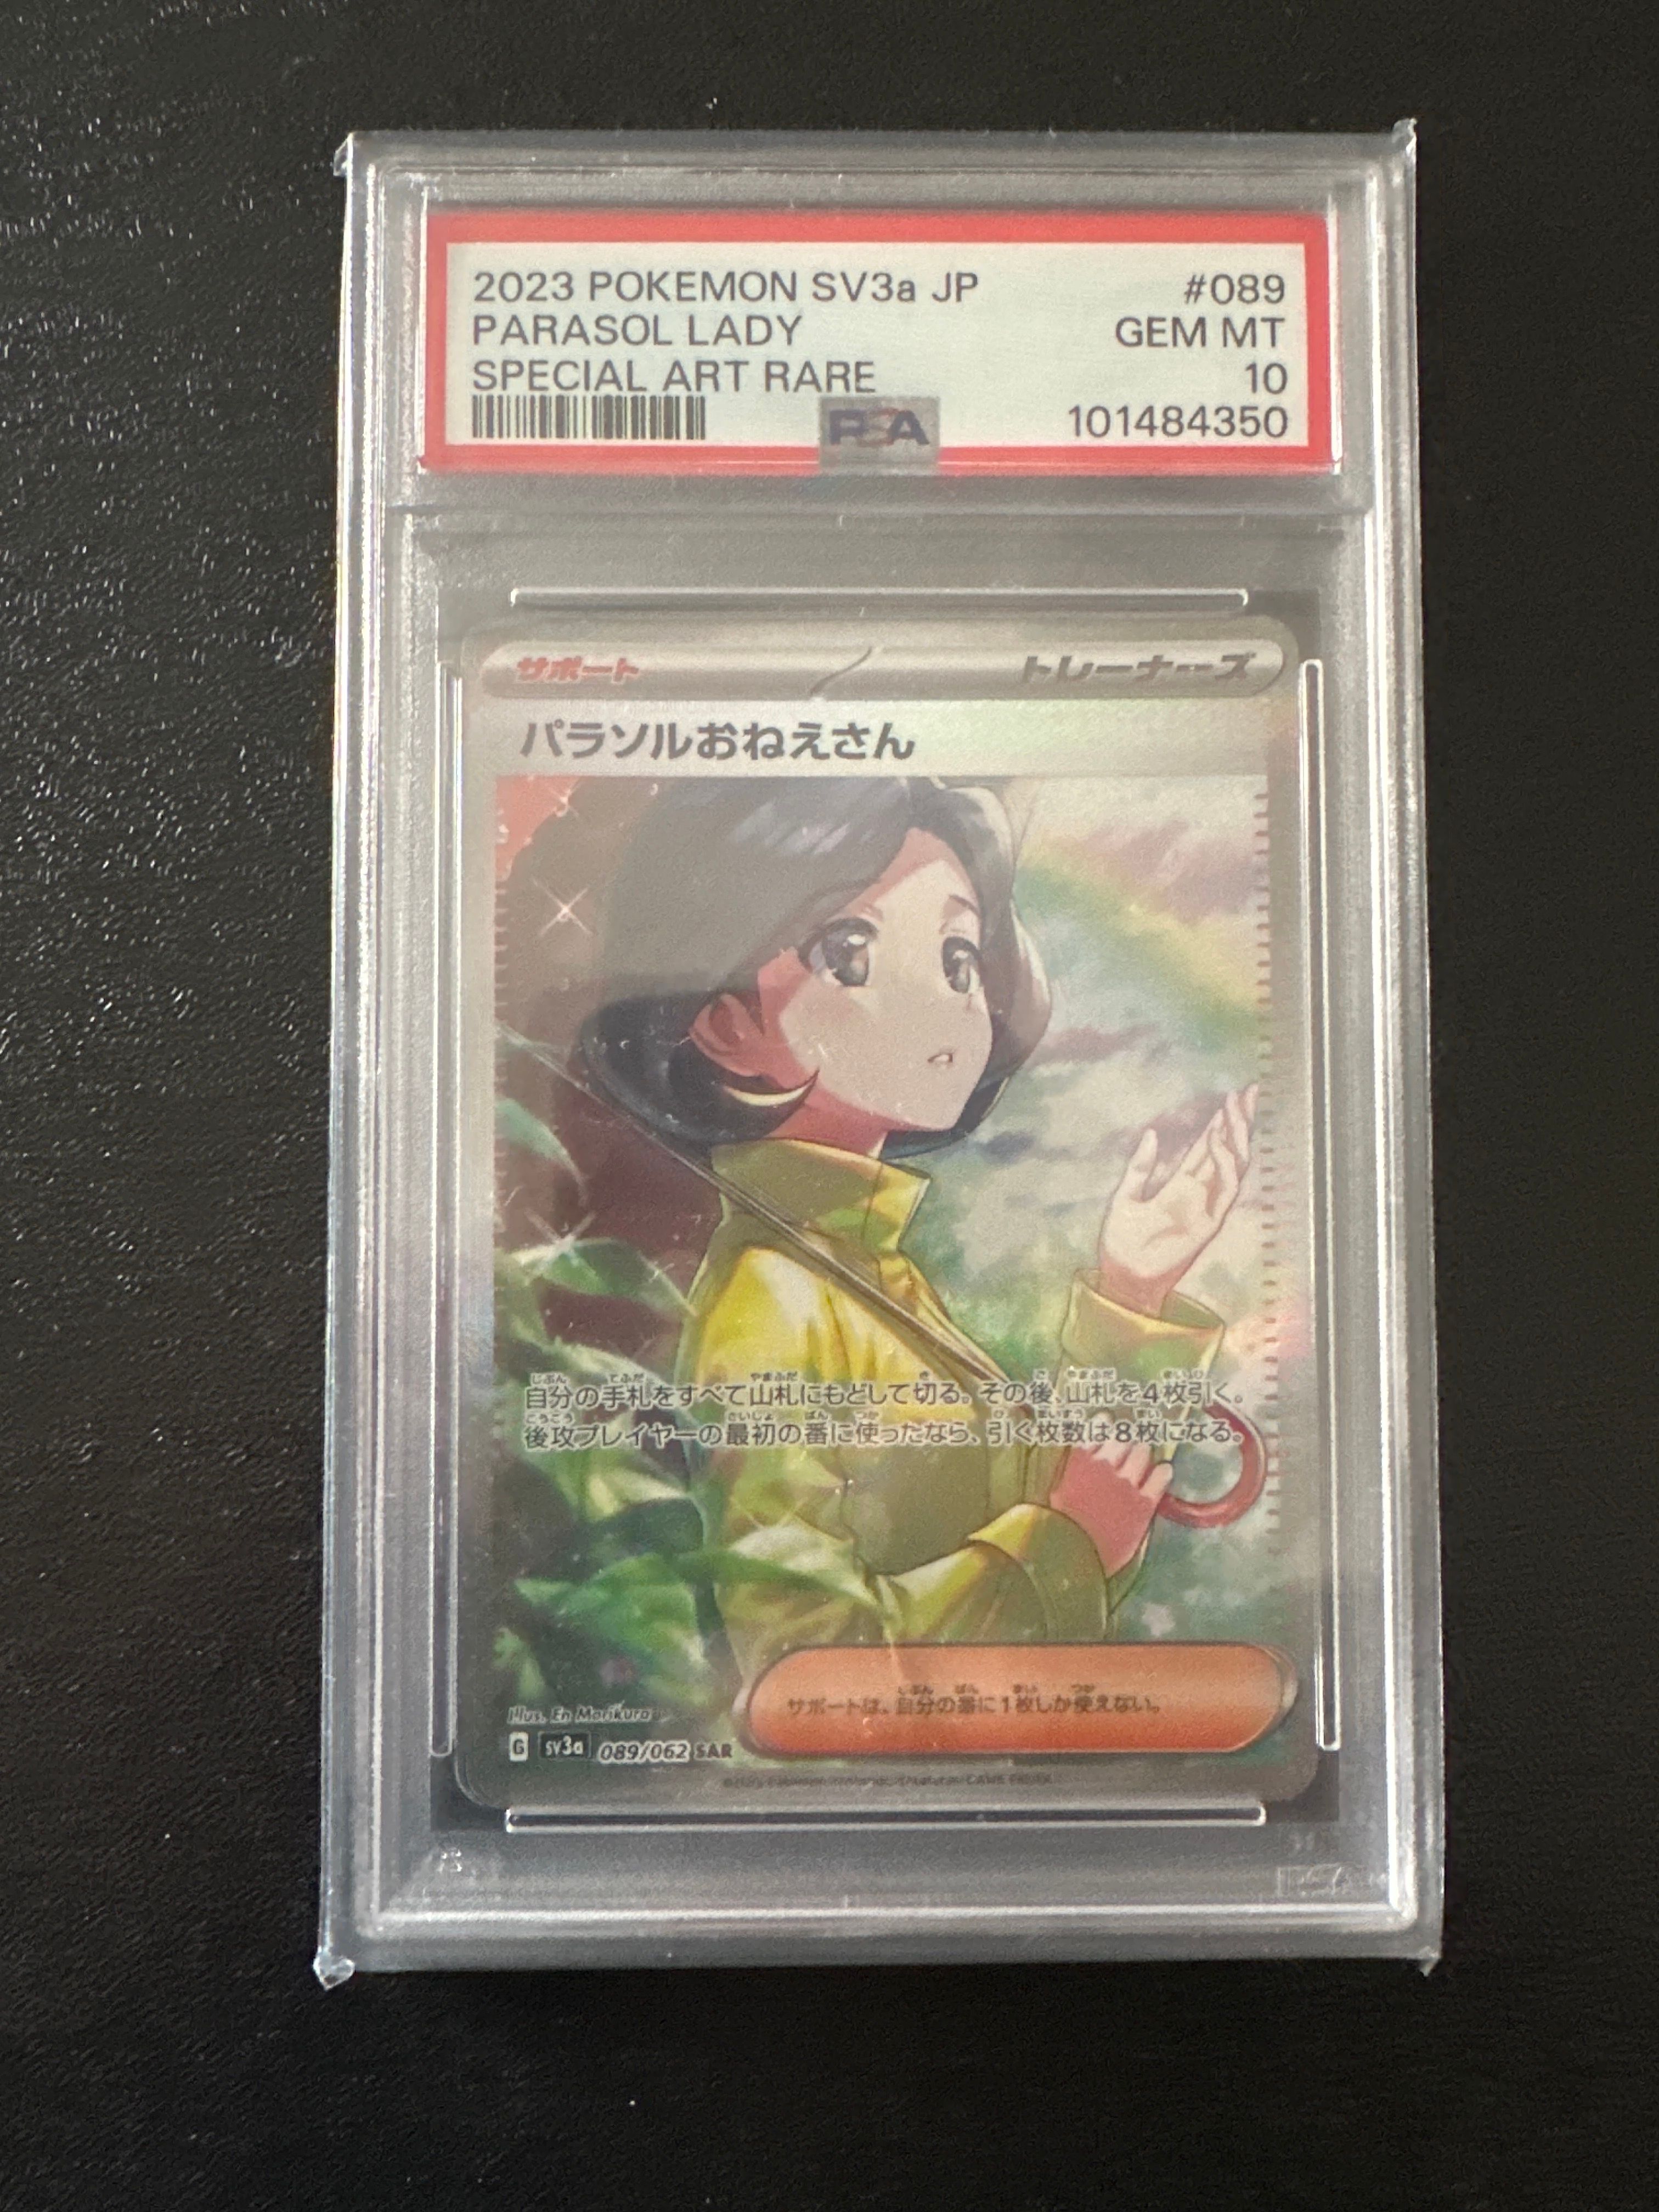 2023 POKEMON SV3a JP #089
PARASOL LADY GEM MT
SPECIAL ART RARE 10
PSA 101484350
サポート トレーナーズ
パラソルおねえさん
自分の手札をすべて山札にもどして切る。その後、山札を4枚引く。
後攻プレイヤーの最初の番に使ったなら、引く枚数は8枚になる。
サポートは、自分の番に1枚しか使えない。
Illus. En Morikura
G sv3a 089/062 SAR